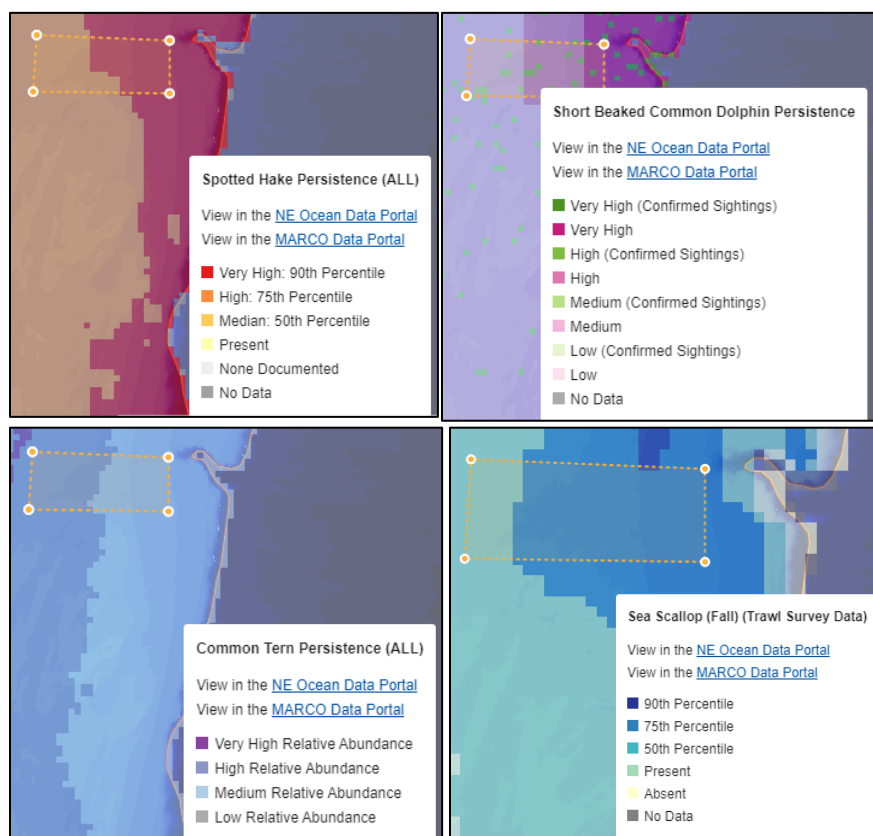 Spotted Hake Persistence (ALL)
View in the NE Ocean Data Portal
View in the MARCO Data Portal
Very High: 90th Percentile
High: 75th Percentile
Median: 50th Percentile
Present
None Documented
No Data
Short Beaked Common Dolphin Persistence
View in the NE Ocean Data Portal
View in the MARCO Data Portal
Very High (Confirmed Sightings)
Very High
High (Confirmed Sightings)
High
Medium (Confirmed Sightings)
Medium
Low (Confirmed Sightings)
Low
No Data
Common Tern Persistence (ALL)
View in the NE Ocean Data Portal
View in the MARCO Data Portal
Very High Relative Abundance
High Relative Abundance
Medium Relative Abundance
Low Relative Abundance
Sea Scallop (Fall) (Trawl Survey Data)
View in the NE Ocean Data Portal
View in the MARCO Data Portal
90th Percentile
75th Percentile
50th Percentile
Present
Absent
No Data